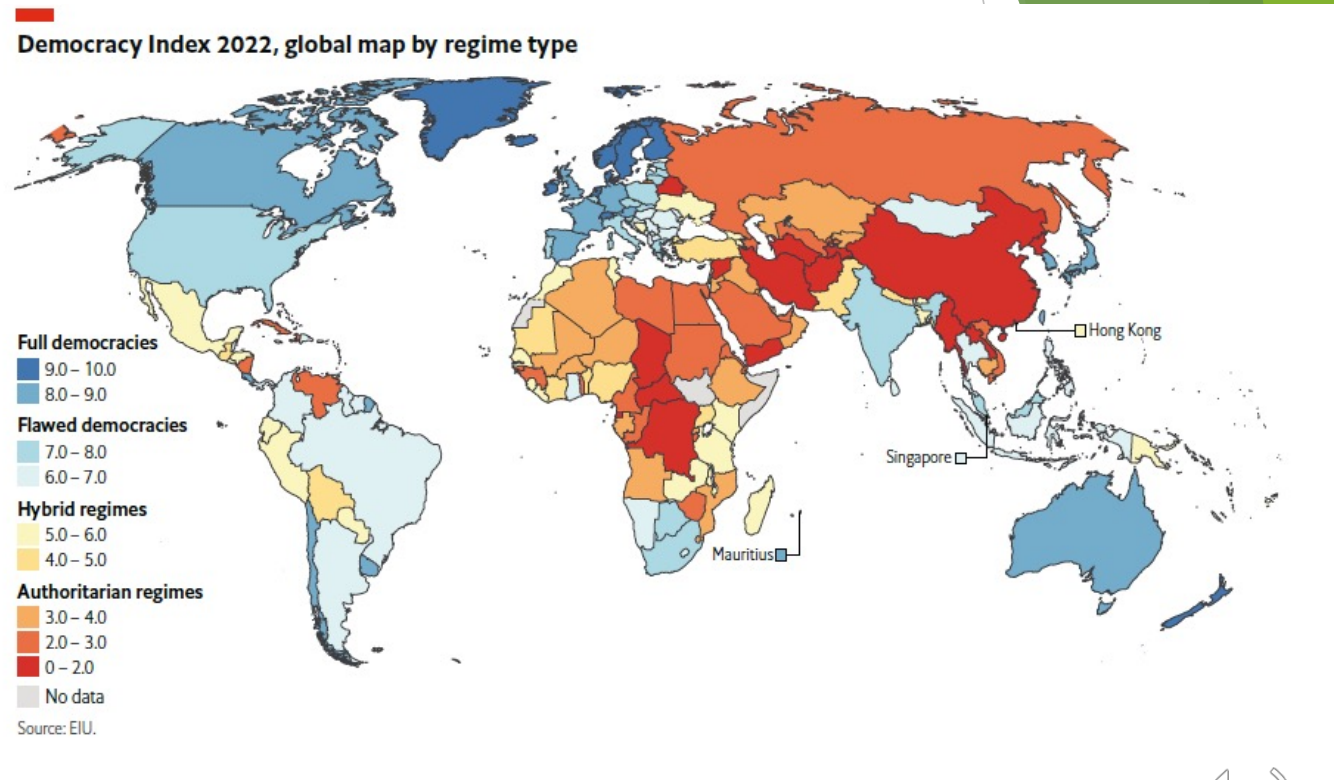 Democracy Index 2022, global map by regime type
Full democracies
9.0 – 10.0
8.0 – 9.0
Flawed democracies
7.0 – 8.0
6.0 – 7.0
Hybrid regimes
5.0 – 6.0
4.0 – 5.0
Authoritarian regimes
3.0 – 4.0
2.0 – 3.0
0 – 2.0
No data
Source: EIU.
Hong Kong
Singapore
Mauritius